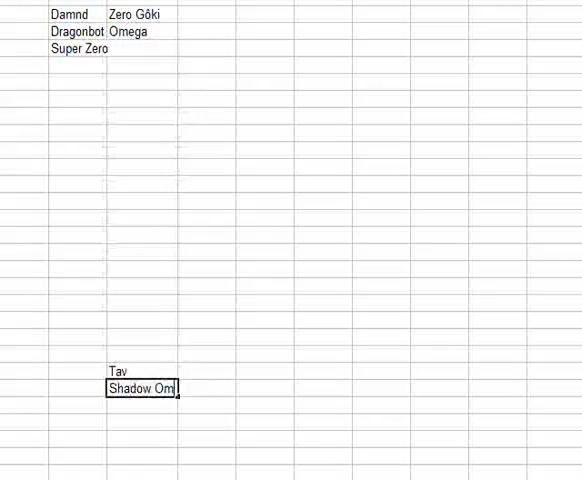 Damnd Zero Gôki
Dragonbot Omega
Super Zero
Tav
Shadow Om